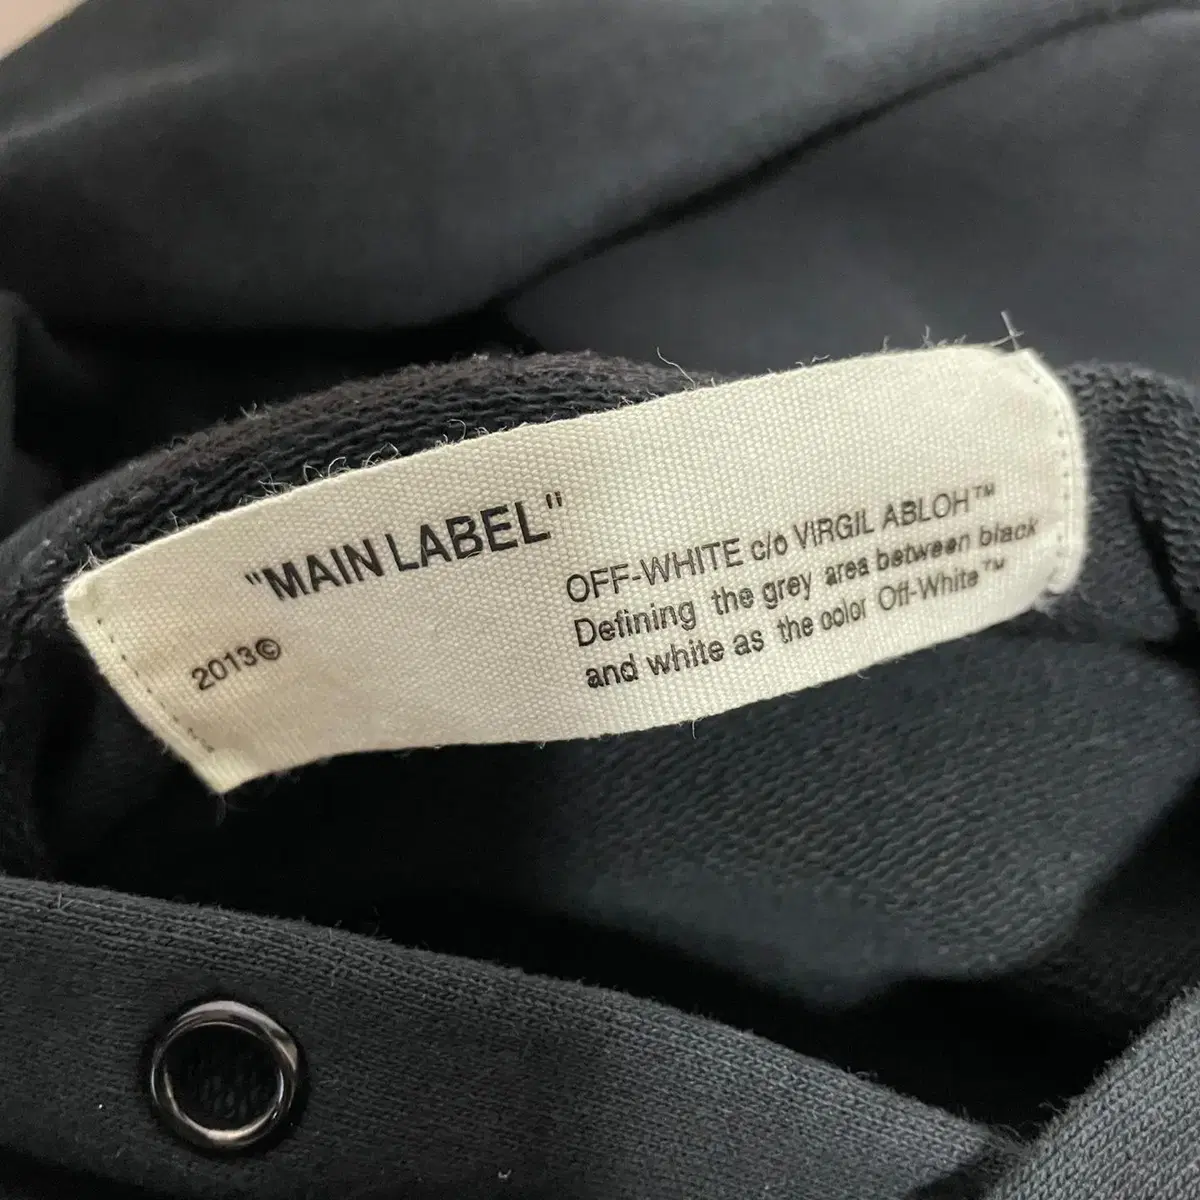 "MAIN LABEL"
2013©
OFF-WHITE c/o VIRGIL ABLOH™
Defining the grey area between black
and white as the color Off-White™